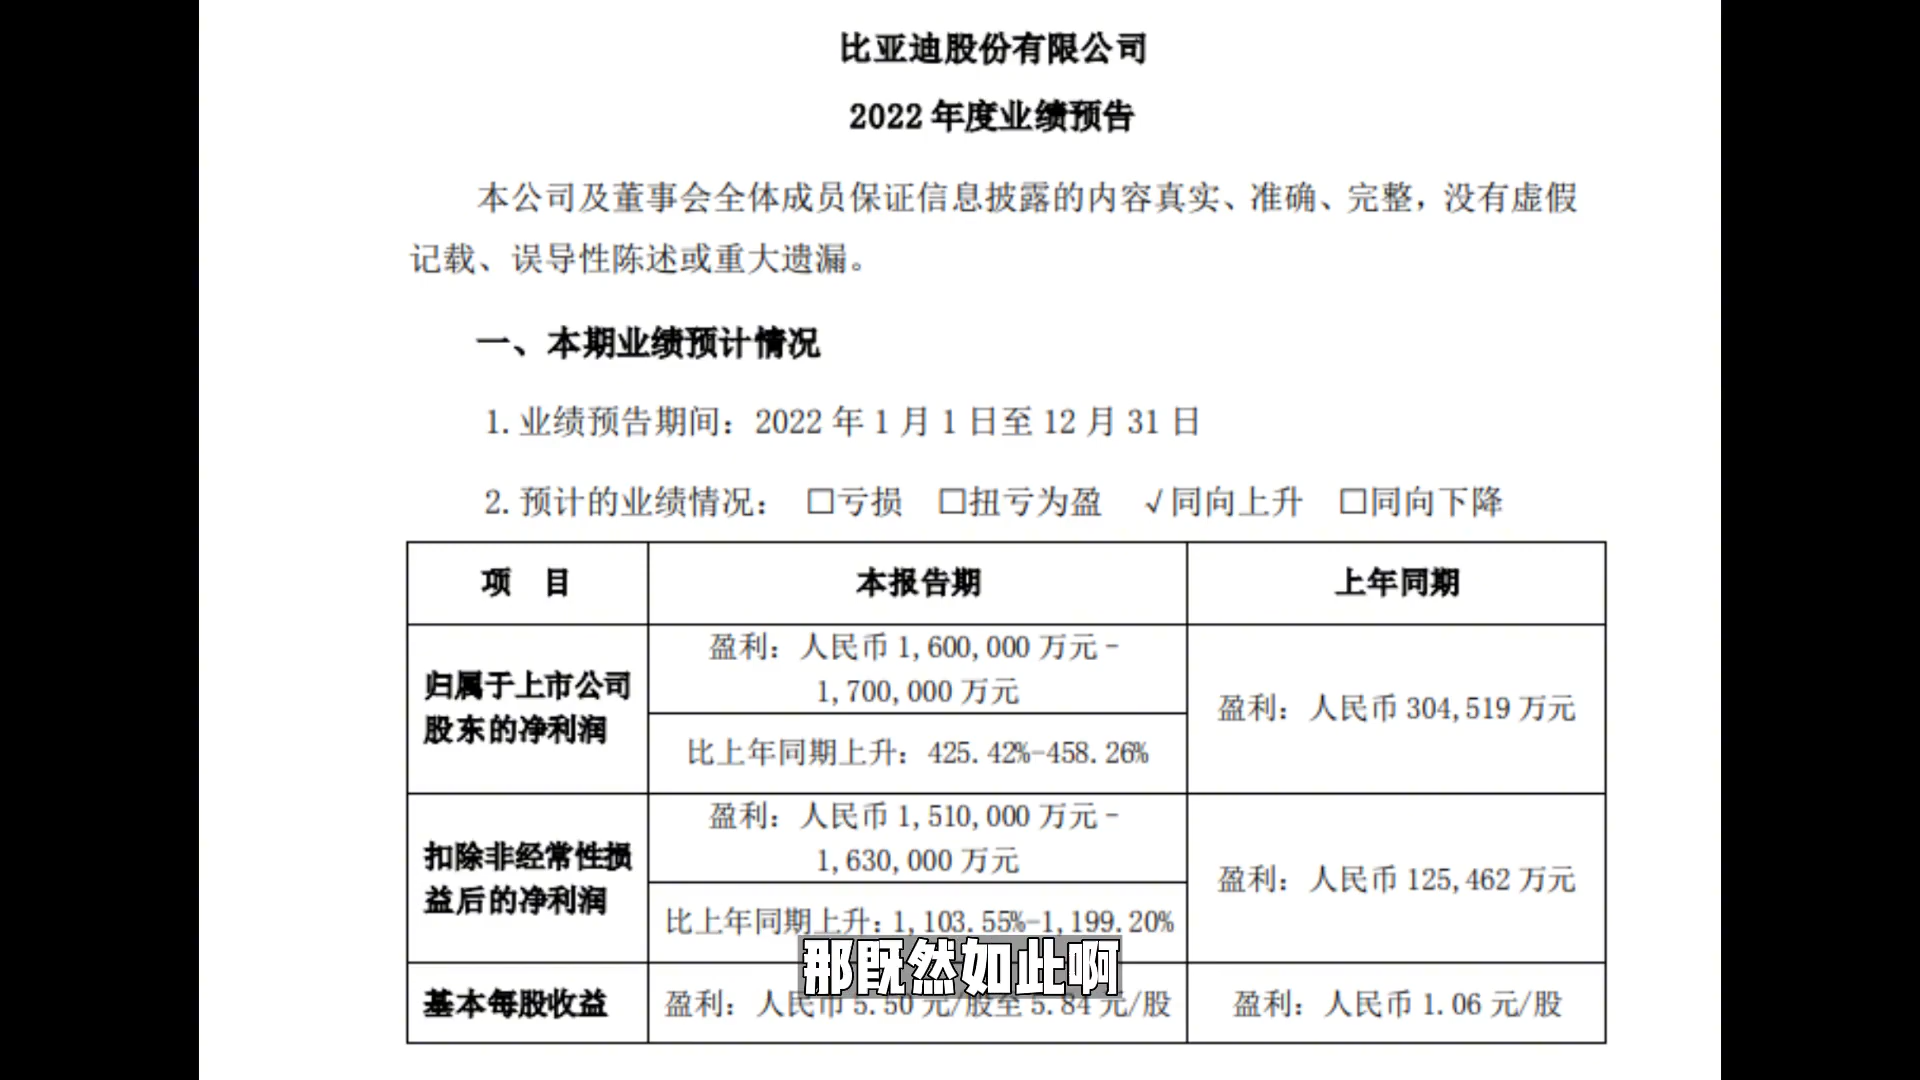 比亚迪股份有限公司
2022 年度业绩预告
本公司及董事会全体成员保证信息披露的内容真实、准确、完整，没有虚假
记载、误导性陈述或重大遗漏。
一、本期业绩预计情况
1. 业绩预告期间：2022 年 1 月 1 日至 12 月 31 日
2. 预计的业绩情况： □亏损 □扭亏为盈 √同向上升 □同向下降
项 目
本报告期
上年同期
归属于上市公司
股东的净利润
盈利：人民币 1,600,000 万元–
1,700,000 万元
比上年同期上升：425.42%-458.26%
盈利：人民币 304,519 万元
扣除非经常性损
益后的净利润
盈利：人民币 1,510,000 万元–
1,630,000 万元
比上年同期上升：1,103.55%-1,199.20%
盈利：人民币 125,462 万元
基本每股收益
盈利：人民币 5.50 元/股至 5.84 元/股
盈利：人民币 1.06 元/股
那既然如此啊